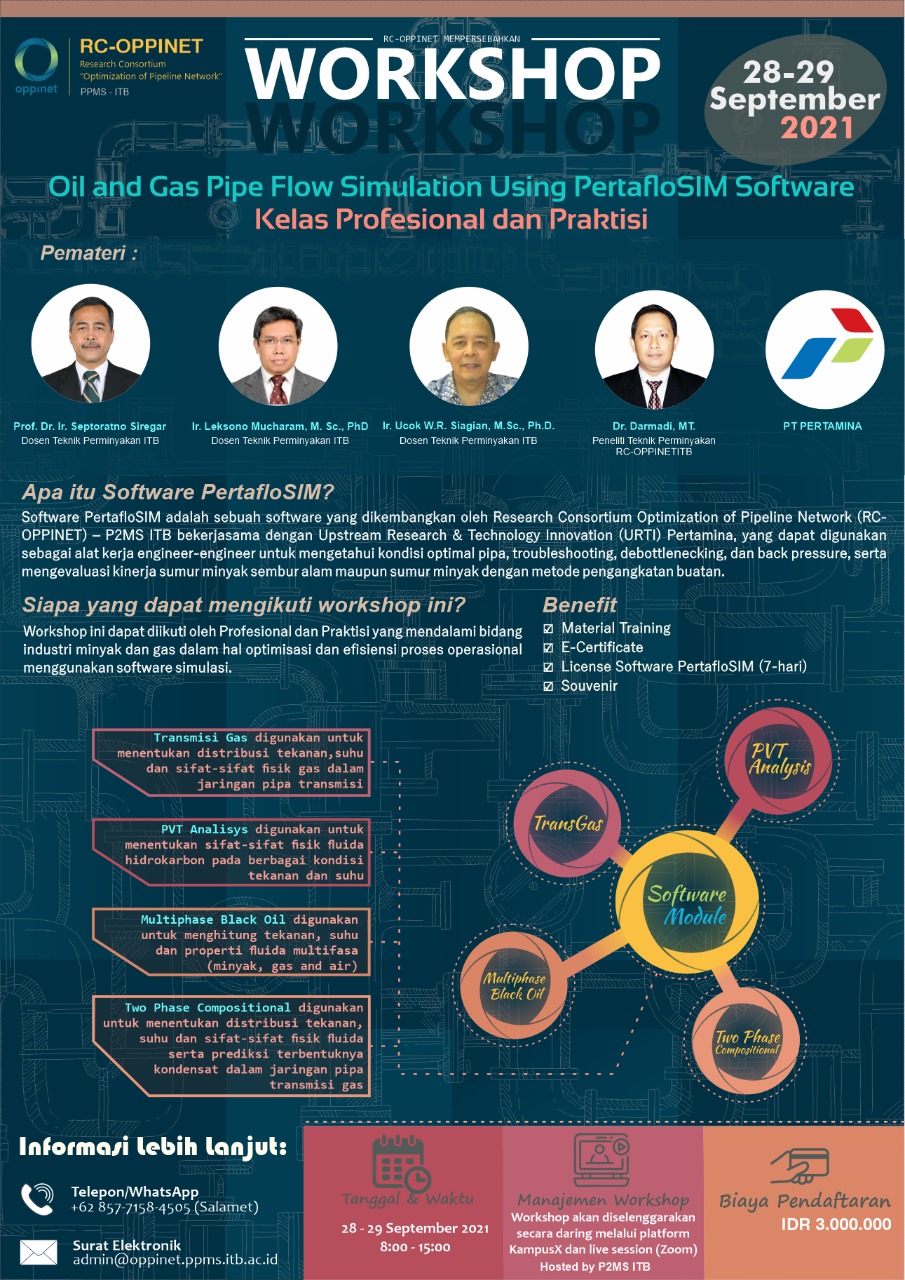 oppinet
RC-OPPINET
Research Consortium
"Optimization of Pipeline Network"
PPMS - ITB
RC-OPPINET MEMPERSEBAHKAN
WORKSHOP
WORKSHOP
28-29
September
2021
Oil and Gas Pipe Flow Simulation Using PertafloSIM Software
Kelas Profesional dan Praktisi
Pemateri :
Prof. Dr. Ir. Septoratno Siregar
Dosen Teknik Perminyakan ITB
Ir. Leksono Mucharam, M. Sc., PhD
Dosen Teknik Perminyakan ITB
Ir. Ucok W.R. Siagian, M.Sc., Ph.D.
Dosen Teknik Perminyakan ITB
Dr. Darmadi, MT.
Peneliti Teknik Perminyakan
RC-OPPINETITB
PT PERTAMINA
Apa itu Software PertafloSIM?
Software PertafloSIM adalah sebuah software yang dikembangkan oleh Research Consortium Optimization of Pipeline Network (RC-
OPPINET) – P2MS ITB bekerjasama dengan Upstream Research & Technology Innovation (URTI) Pertamina, yang dapat digunakan
sebagai alat kerja engineer-engineer untuk mengetahui kondisi optimal pipa, troubleshooting, debottlenecking, dan back pressure, serta
mengevaluasi kinerja sumur minyak sembur alam maupun sumur minyak dengan metode pengangkatan buatan.
Siapa yang dapat mengikuti workshop ini?
Workshop ini dapat diikuti oleh Profesional dan Praktisi yang mendalami bidang
industri minyak dan gas dalam hal optimisasi dan efisiensi proses operasional
menggunakan software simulasi.
Benefit
☑ Material Training
☑ E-Certificate
☑ License Software PertafloSIM (7-hari)
☑ Souvenir
Transmisi Gas digunakan untuk
menentukan distribusi tekanan,suhu
dan sifat-sifat fisik gas dalam
jaringan pipa transmisi
PVT Analisys digunakan untuk
menentukan sifat-sifat fisik fluida
hidrokarbon pada berbagai kondisi
tekanan dan suhu
Multiphase Black Oil digunakan
untuk menghitung tekanan, suhu
dan properti fluida multifasa
(minyak, gas and air)
Two Phase Compositional digunakan
untuk menentukan distribusi tekanan,
suhu dan sifat-sifat fisik fluida
serta prediksi terbentuknya
kondensat dalam jaringan pipa
transmisi gas
PVT
Analysis
TransGas
Software
Module
Multiphase
Black Oil
Two Phase
Compositional
Informasi Lebih Lanjut:
Telepon/WhatsApp
+62 857-7158-4505 (Salamet)
Surat Elektronik
admin@oppinet.ppms.itb.ac.id
Tanggal & Waktu
28 - 29 September 2021
8:00 - 15:00
Manajemen Workshop
Workshop akan diselenggarakan
secara daring melalui platform
KampusX dan live session (Zoom)
Hosted by P2MS ITB
Biaya Pendaftaran
IDR 3.000.000